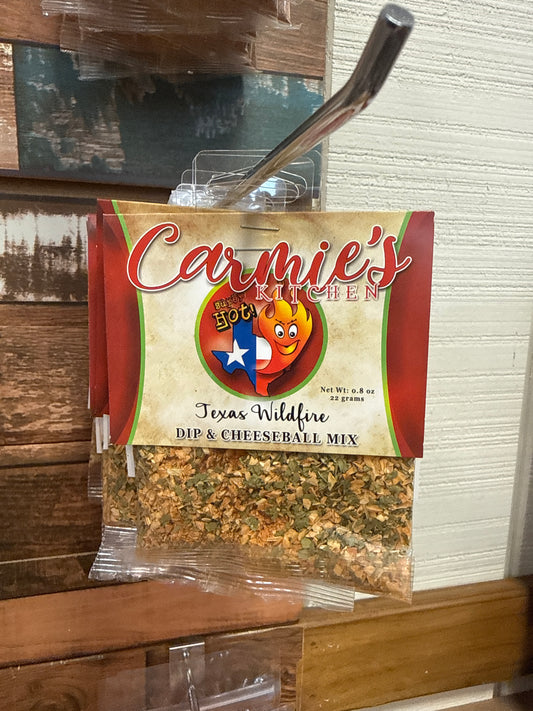 Carmie's
KITCHEN
Hot!
Net Wt: 0.8 oz
22 grams
Texas Wildfire
DIP & CHEESEBALL MIX